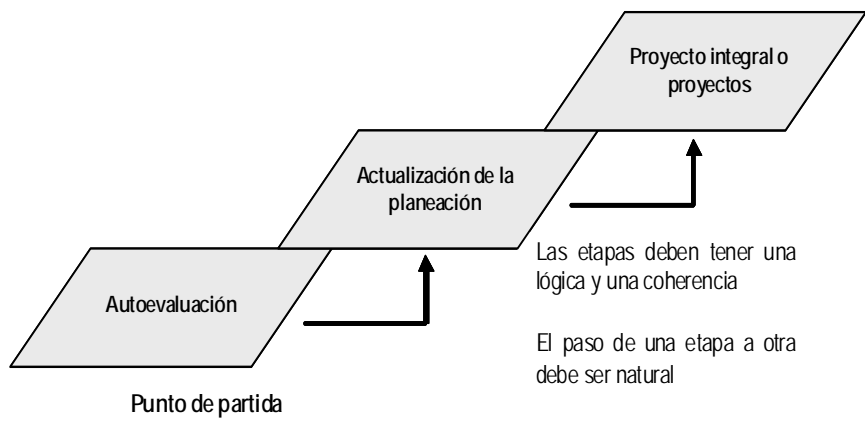 Proyecto integral o
proyectos
Actualización de la
planeación
Autoevaluación
Punto de partida
Las etapas deben tener una
lógica y una coherencia
El paso de una etapa a otra
debe ser natural